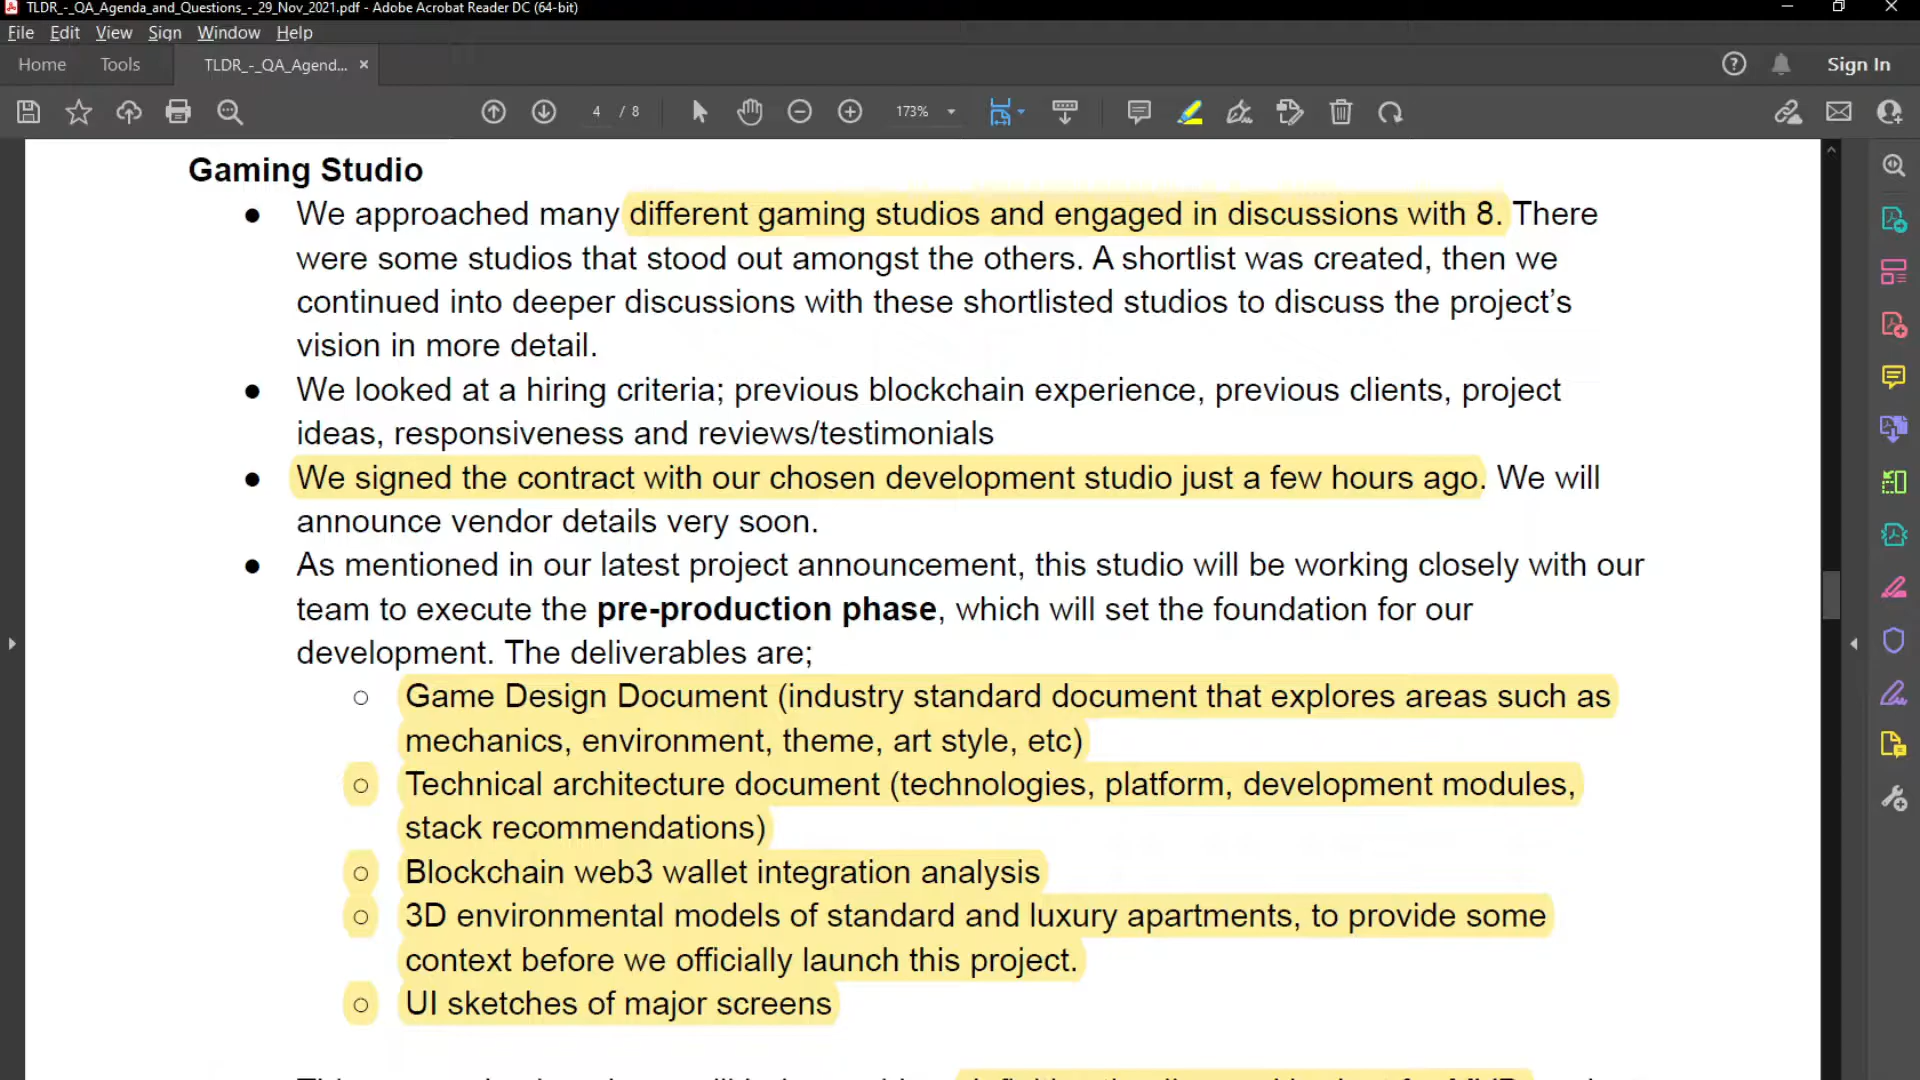 TLDR_-_QA_Agenda_and_Questions_-_29_Nov_2021.pdf - Adobe Acrobat Reader DC (64-bit)
File Edit View Sign Window Help
Home Tools TLDR_-_QA_Agend... × Sign In
4 / 8 173%
Gaming Studio
● We approached many different gaming studios and engaged in discussions with 8. There
were some studios that stood out amongst the others. A shortlist was created, then we
continued into deeper discussions with these shortlisted studios to discuss the project’s
vision in more detail.
● We looked at a hiring criteria; previous blockchain experience, previous clients, project
ideas, responsiveness and reviews/testimonials
● We signed the contract with our chosen development studio just a few hours ago. We will
announce vendor details very soon.
● As mentioned in our latest project announcement, this studio will be working closely with our
team to execute the pre-production phase, which will set the foundation for our
development. The deliverables are;
○ Game Design Document (industry standard document that explores areas such as
mechanics, environment, theme, art style, etc)
○ Technical architecture document (technologies, platform, development modules,
stack recommendations)
○ Blockchain web3 wallet integration analysis
○ 3D environmental models of standard and luxury apartments, to provide some
context before we officially launch this project.
○ UI sketches of major screens